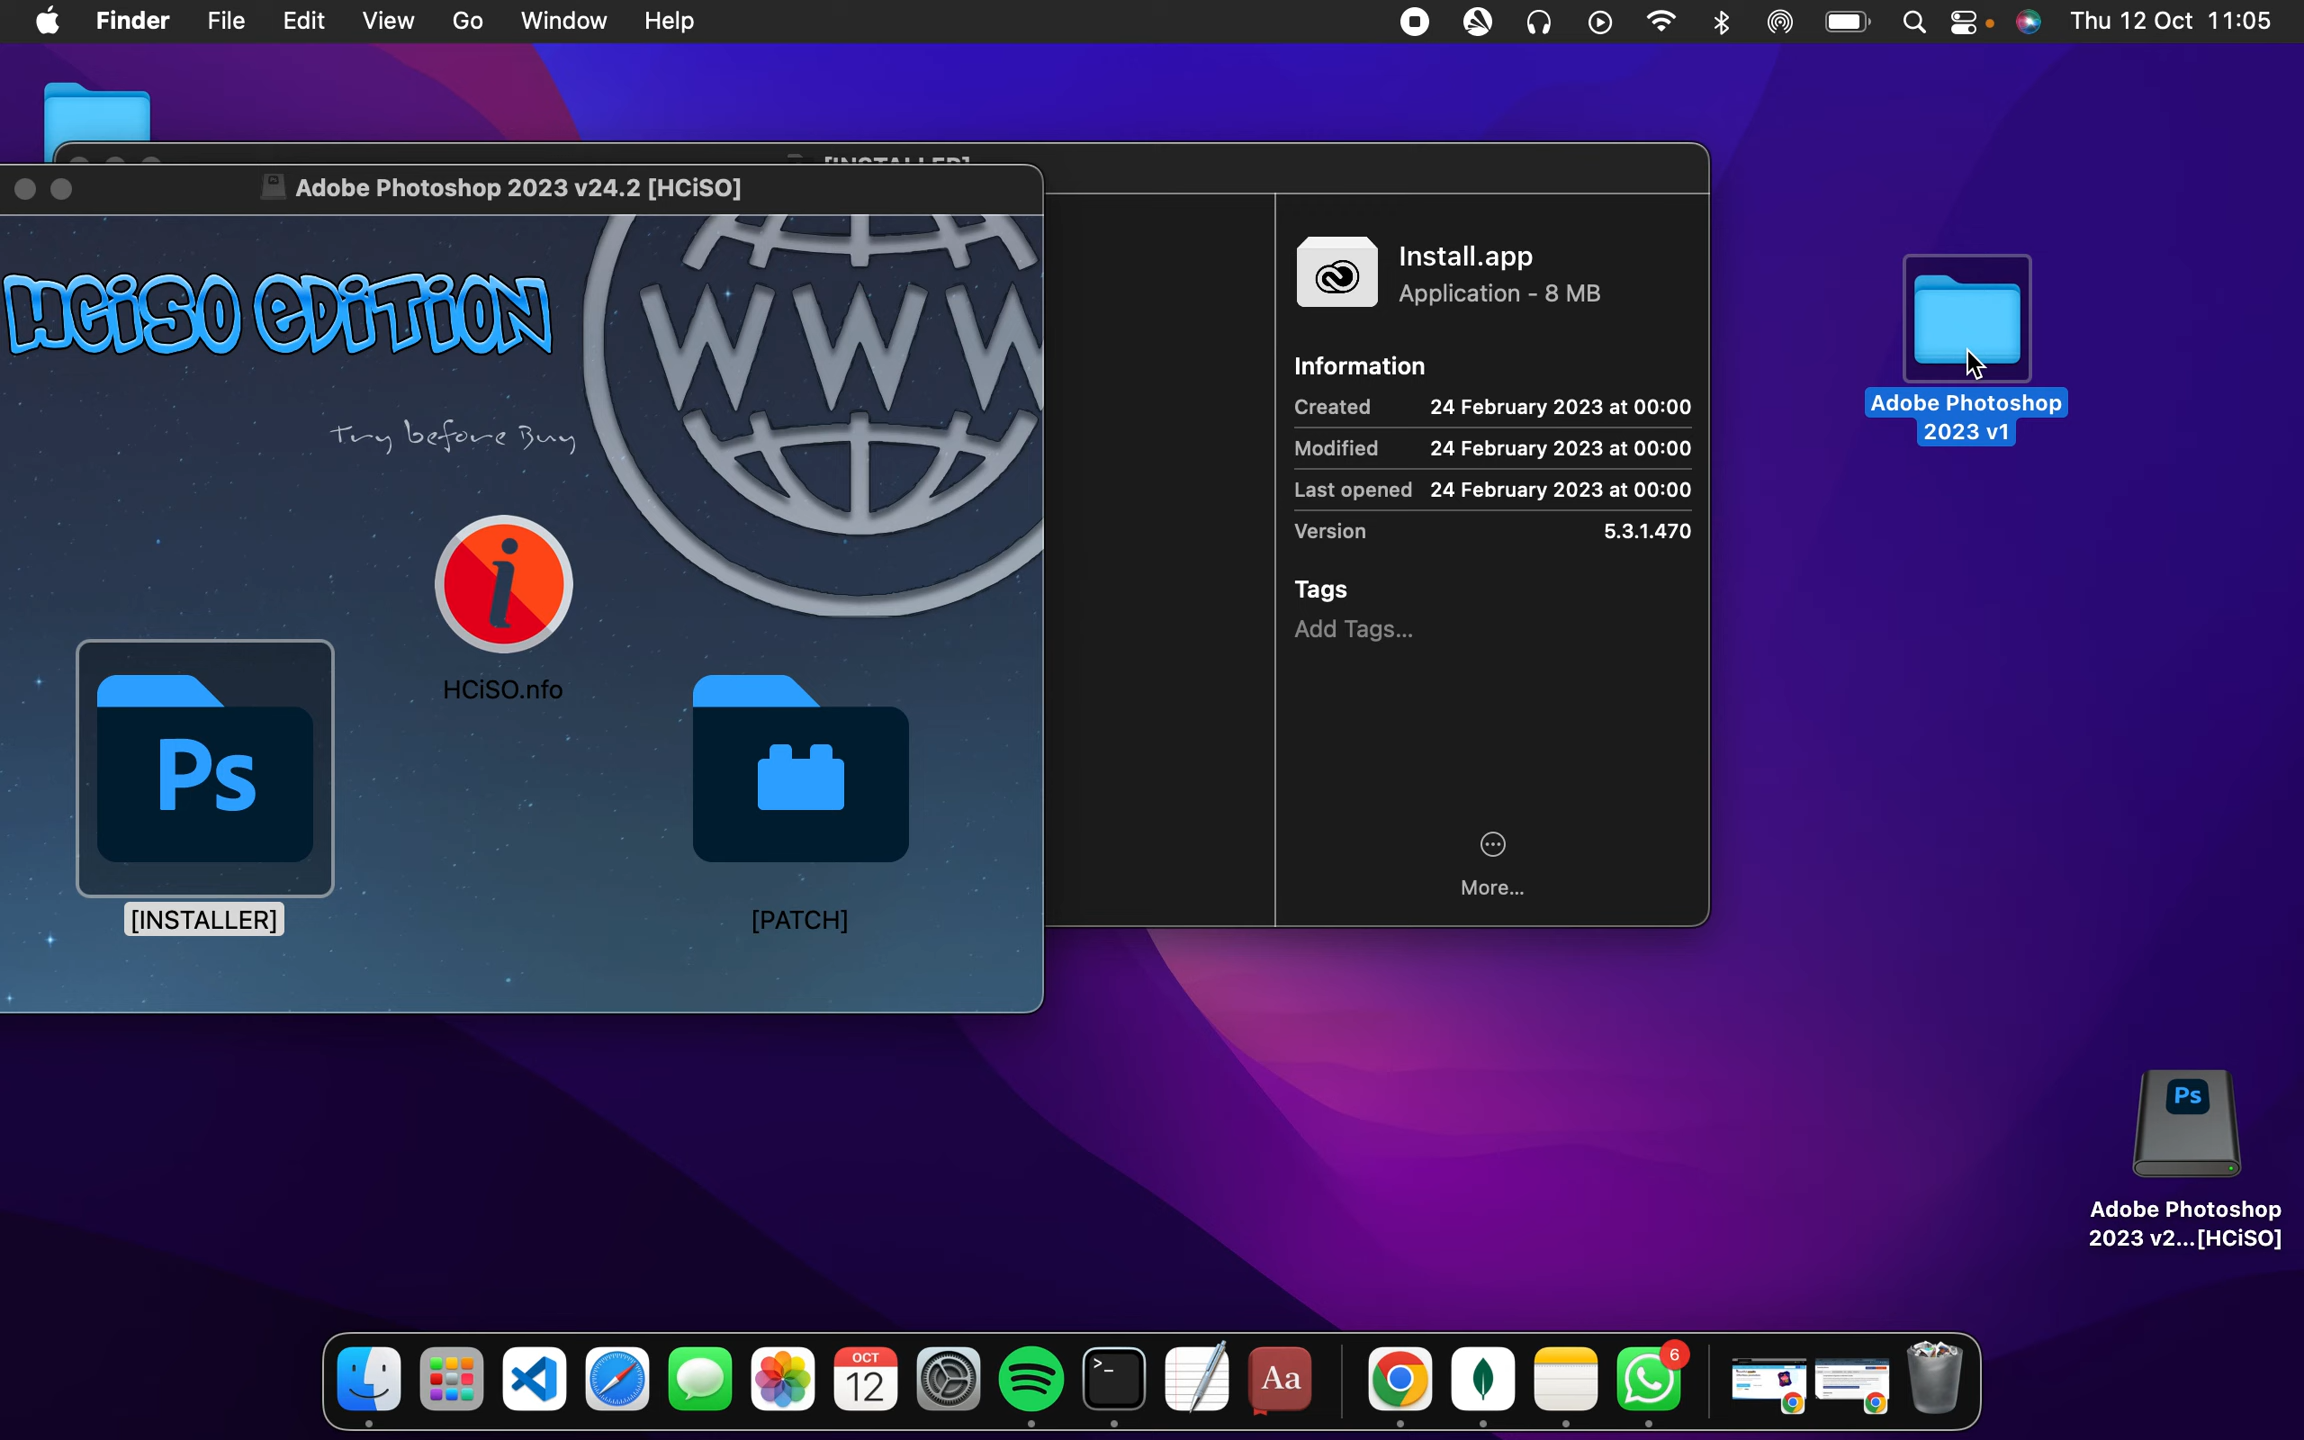 Finder File Edit View Go Window Help Thu 12 Oct 11:05
[INSTALLER]
Adobe Photoshop 2023 v24.2 [HCiSO]
HCiSO EDiTiON
WWW
Try before Buy
HCiSO.nfo
Ps
[INSTALLER]
[PATCH]
Install.app
Application - 8 MB
Information
Created 24 February 2023 at 00:00
Modified 24 February 2023 at 00:00
Last opened 24 February 2023 at 00:00
Version 5.3.1.470
Tags
Add Tags...
More...
Adobe Photoshop
2023 v1
Ps
Adobe Photoshop
2023 v2...[HCiSO]
OCT
12
>_
Aa
6